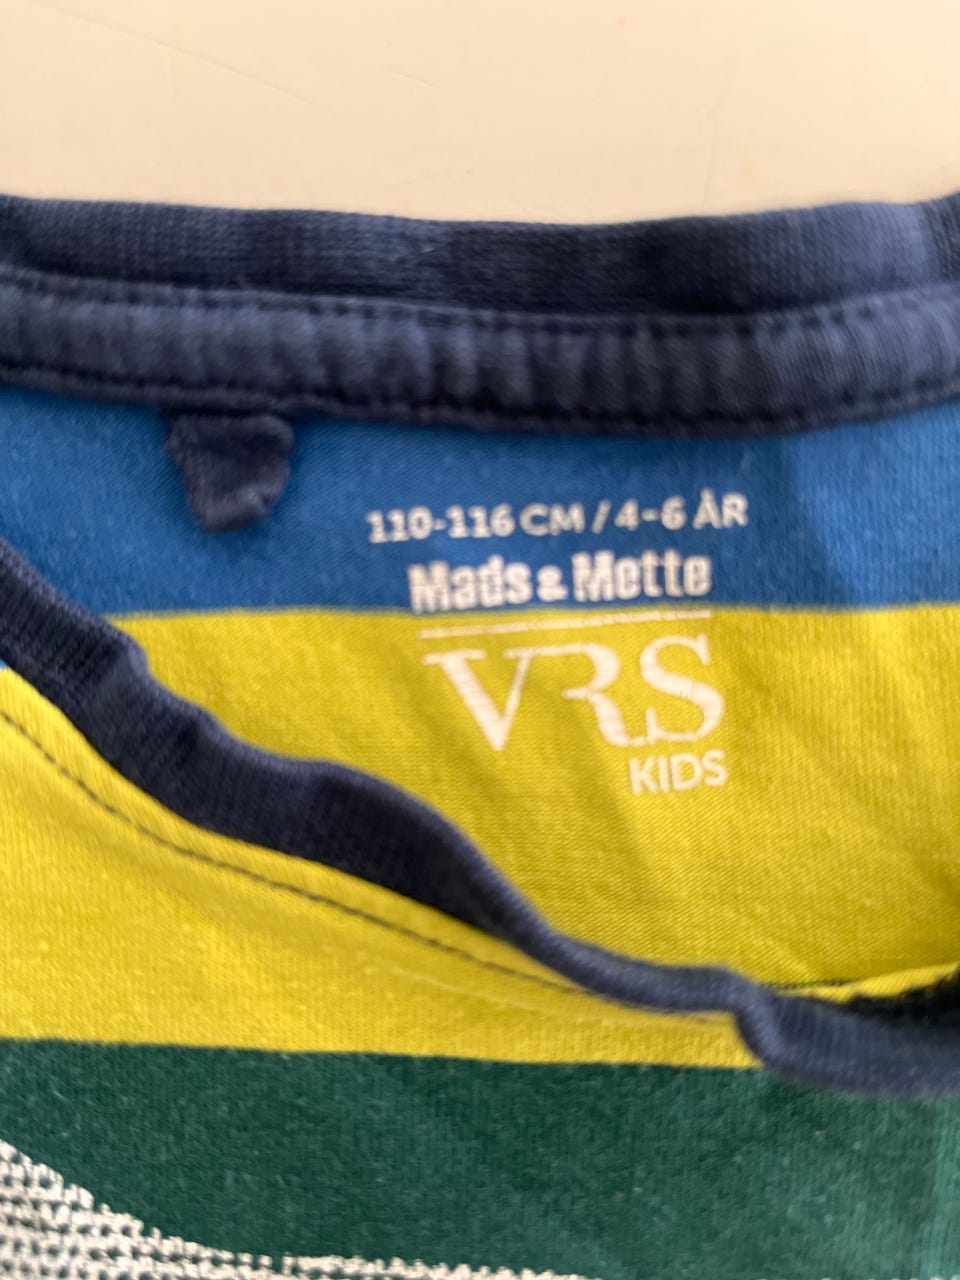 110-116 CM / 4-6 ÅR
Mads & Mette
VRS
KIDS